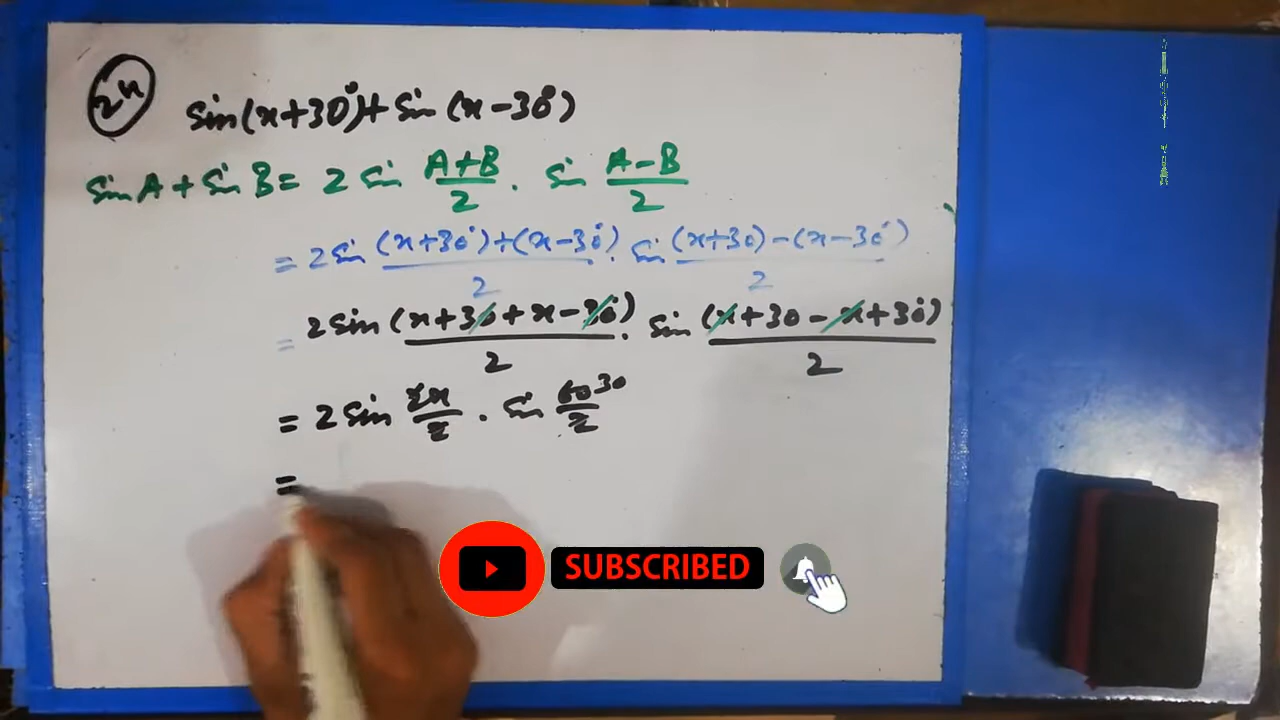 2x
sin(x+30°)+sin(x-30°)
sinA+sinB= 2 sin A+B/2 . sin A-B/2
= 2 sin (x+30°)+(x-30°)/2 . sin (x+30)-(x-30°)/2
= 2 sin (x+30+x-30°)/2 . sin (x+30-x+30°)/2
= 2 sin 2x/2 . sin 60/2 30
=
SUBSCRIBED